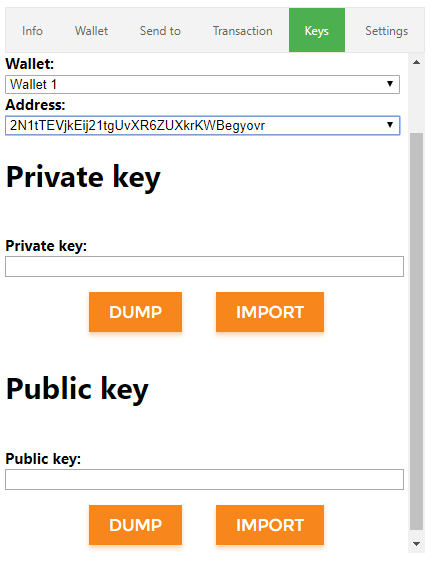 Info Wallet Send to Transaction Keys Settings
Wallet:
Wallet 1
Address:
2N1tTEVjkEij21tgUvXR6ZUXkrKWBegyovr
Private key
Private key:
DUMP IMPORT
Public key
Public key:
DUMP IMPORT